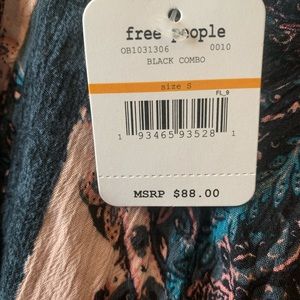 free people
OB1031306 0010
BLACK COMBO
size S
FL_9
1 93465 93528 1
MSRP $88.00